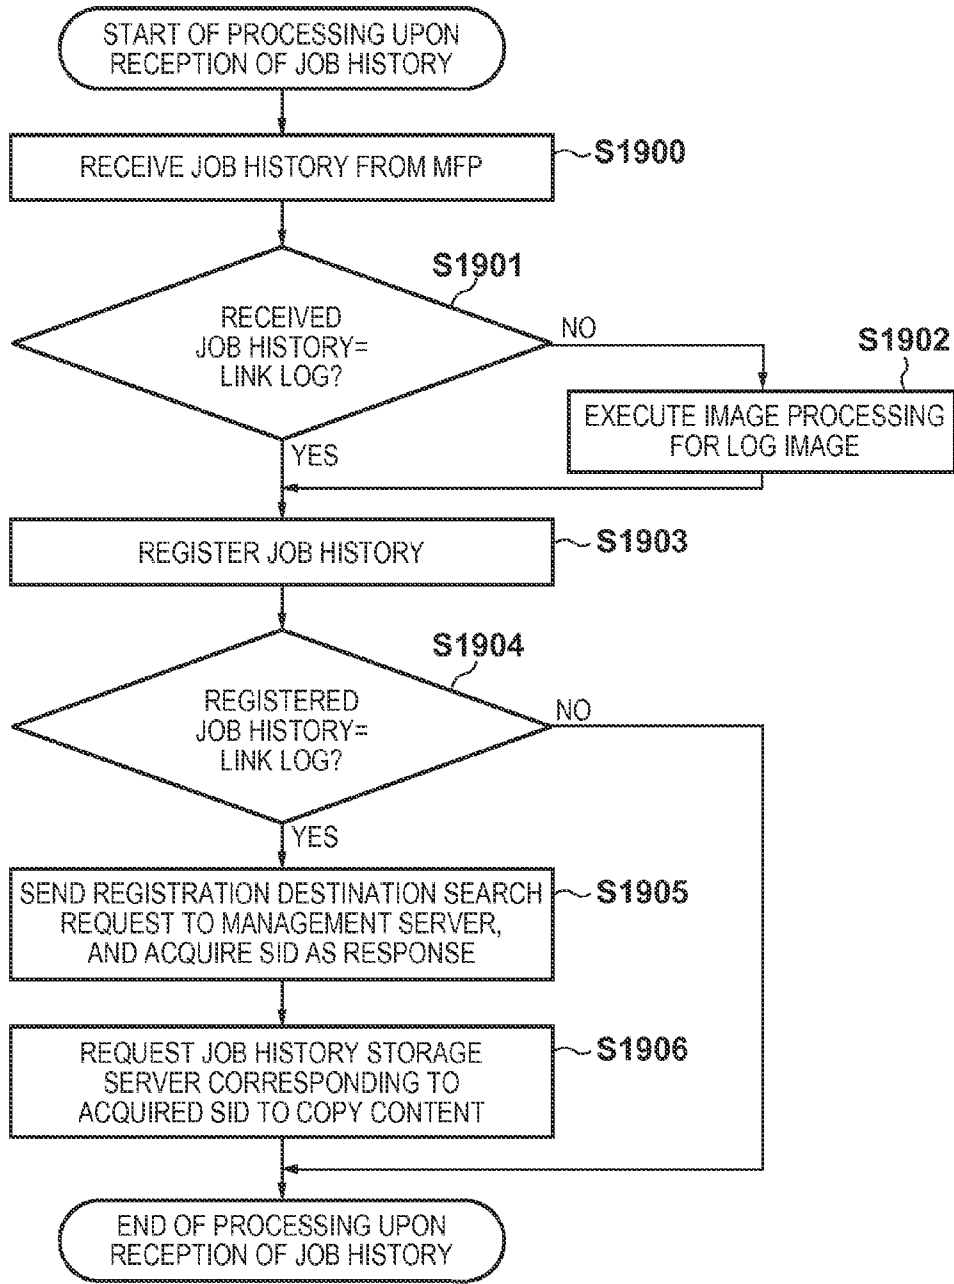 START OF PROCESSING UPON
RECEPTION OF JOB HISTORY
S1900
RECEIVE JOB HISTORY FROM MFP
S1901
RECEIVED
JOB HISTORY=
LINK LOG?
NO
S1902
EXECUTE IMAGE PROCESSING
FOR LOG IMAGE
YES
S1903
REGISTER JOB HISTORY
S1904
REGISTERED
JOB HISTORY=
LINK LOG?
NO
YES
S1905
SEND REGISTRATION DESTINATION SEARCH
REQUEST TO MANAGEMENT SERVER,
AND ACQUIRE SID AS RESPONSE
S1906
REQUEST JOB HISTORY STORAGE
SERVER CORRESPONDING TO
ACQUIRED SID TO COPY CONTENT
END OF PROCESSING UPON
RECEPTION OF JOB HISTORY